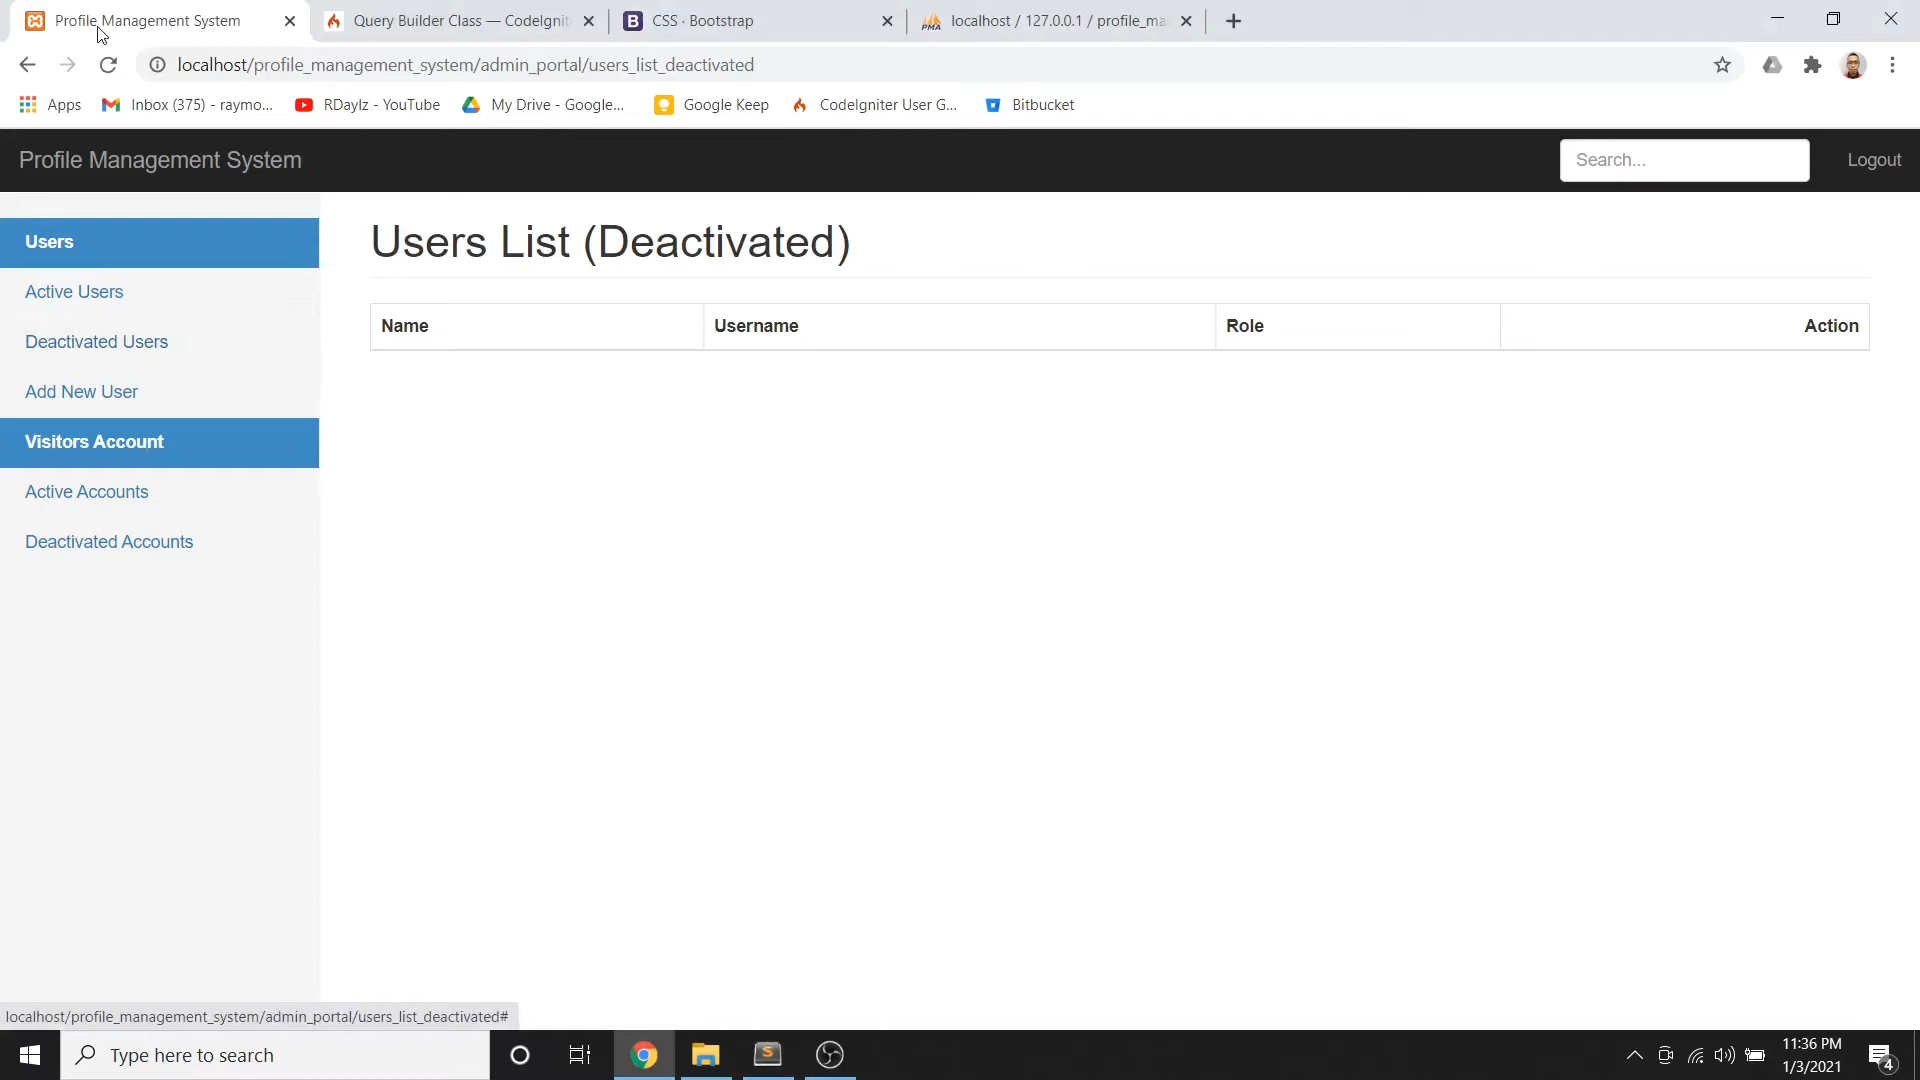 Profile Management System
Query Builder Class — CodeIgnit
CSS · Bootstrap
localhost / 127.0.0.1 / profile_ma
localhost/profile_management_system/admin_portal/users_list_deactivated
Apps
Inbox (375) - raymo...
RDaylz - YouTube
My Drive - Google...
Google Keep
CodeIgniter User G...
Bitbucket
Profile Management System
Search...
Logout
Users
Active Users
Deactivated Users
Add New User
Visitors Account
Active Accounts
Deactivated Accounts
Users List (Deactivated)
Name Username Role Action
localhost/profile_management_system/admin_portal/users_list_deactivated#
Type here to search
11:36 PM
1/3/2021
4